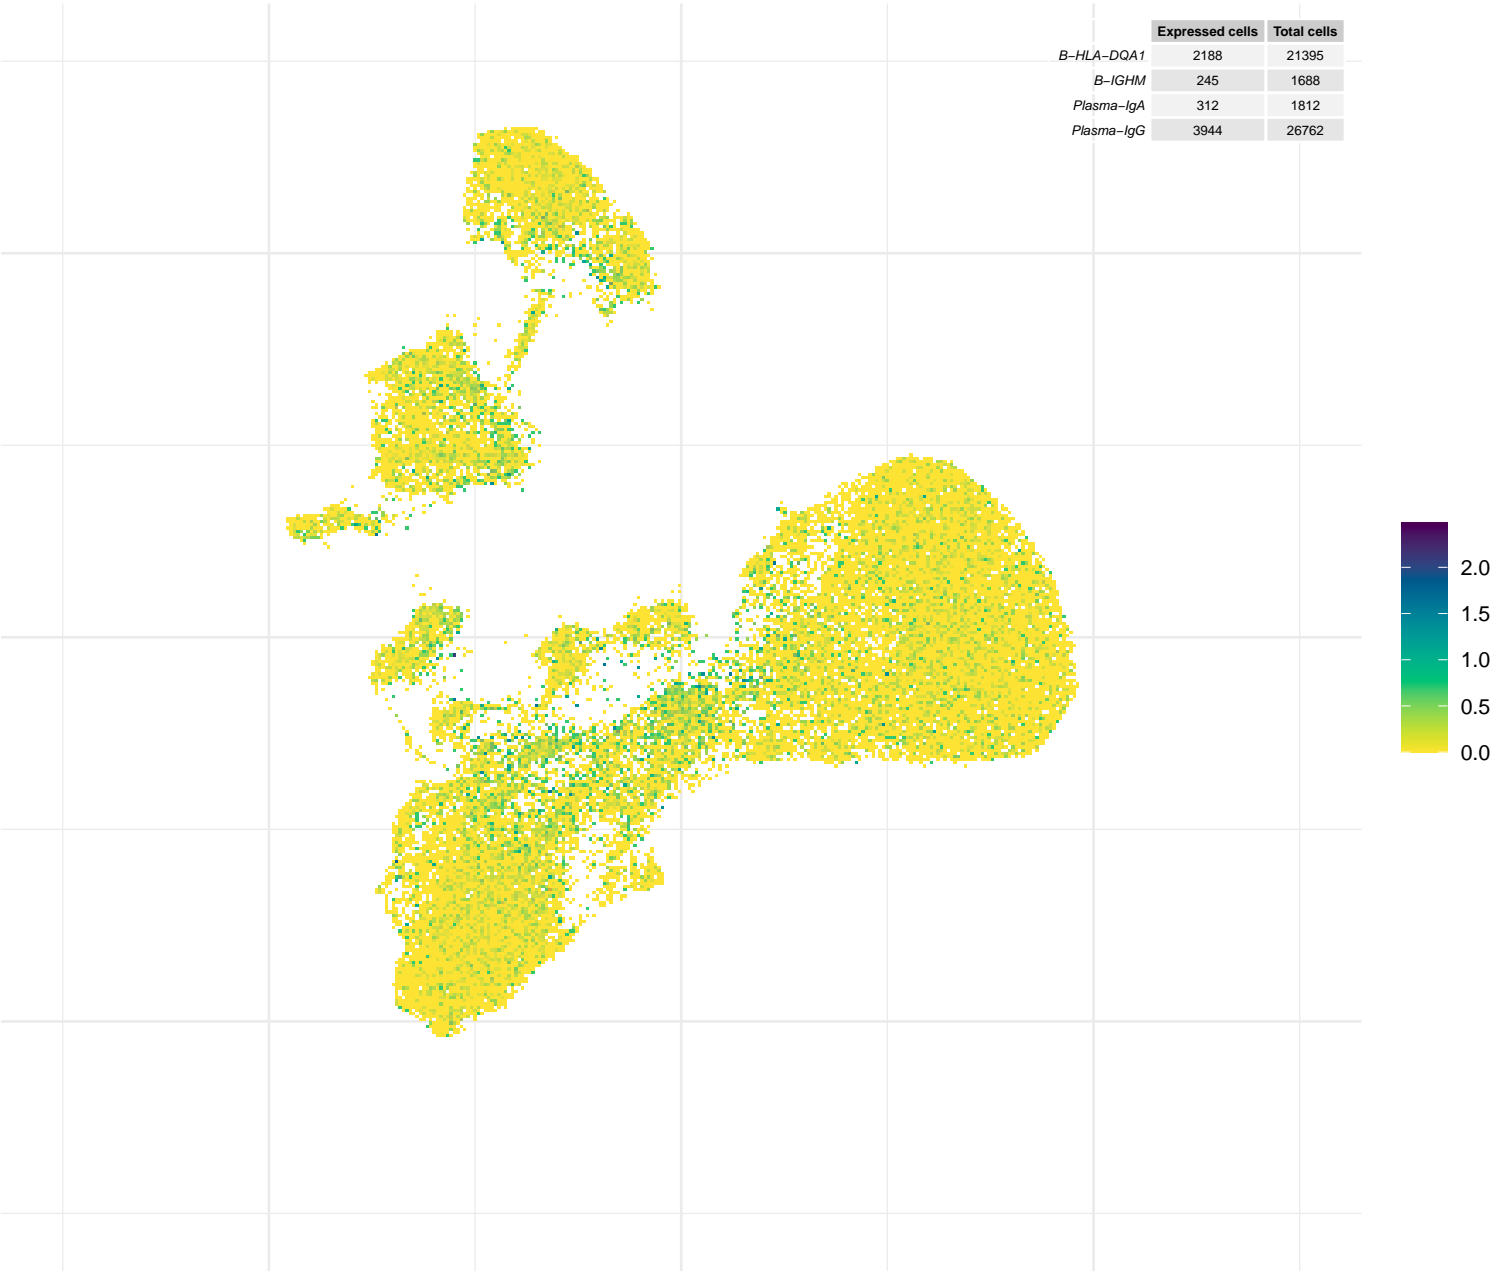 Expressed cells Total cells
B−HLA−DQA1 2188 21395
B−IGHM 245 1688
Plasma−IgA 312 1812
Plasma−IgG 3944 26762
2.0
1.5
1.0
0.5
0.0